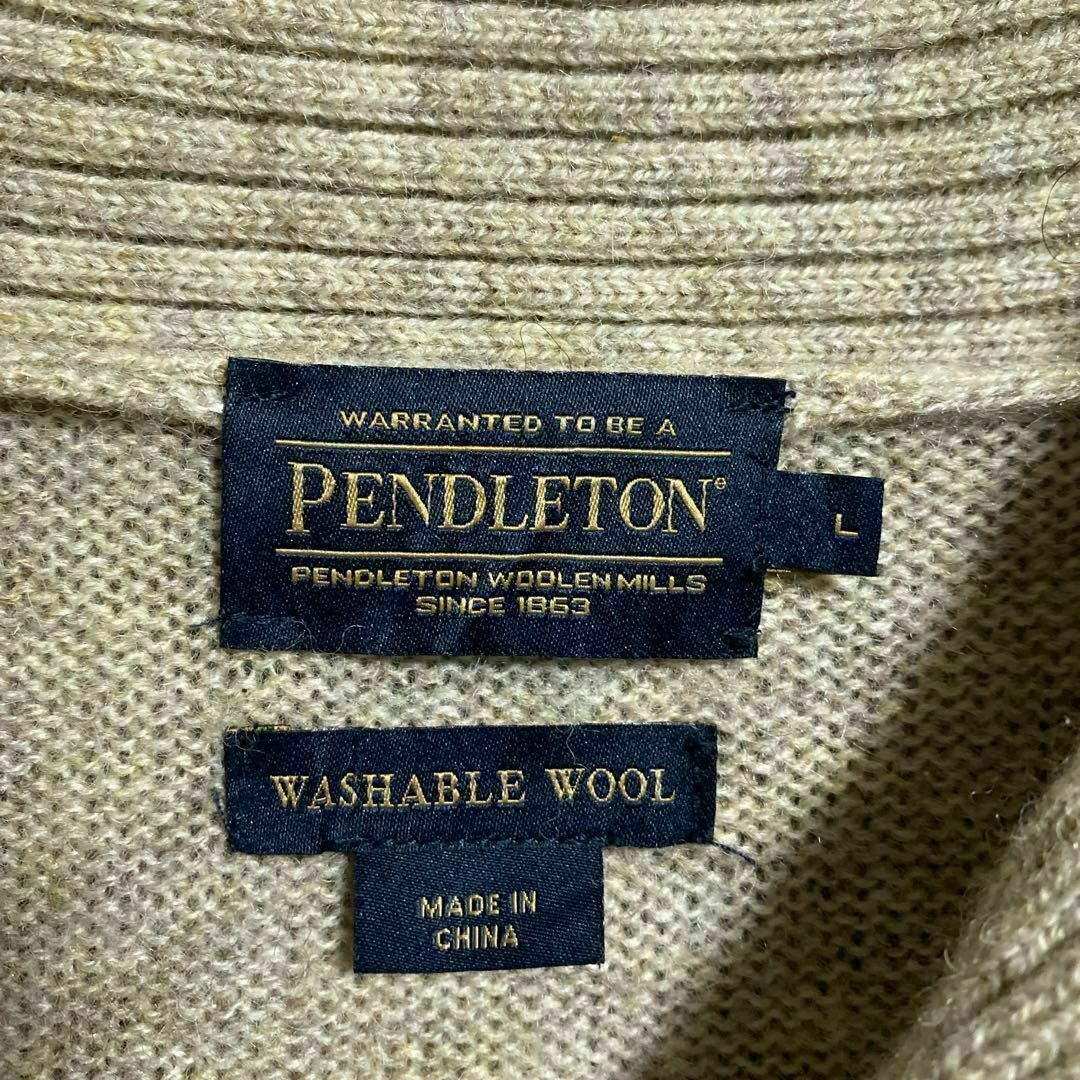 WARRANTED TO BE A
PENDLETON®
L
PENDLETON WOOLEN MILLS
SINCE 1863
WASHABLE WOOL
MADE IN
CHINA